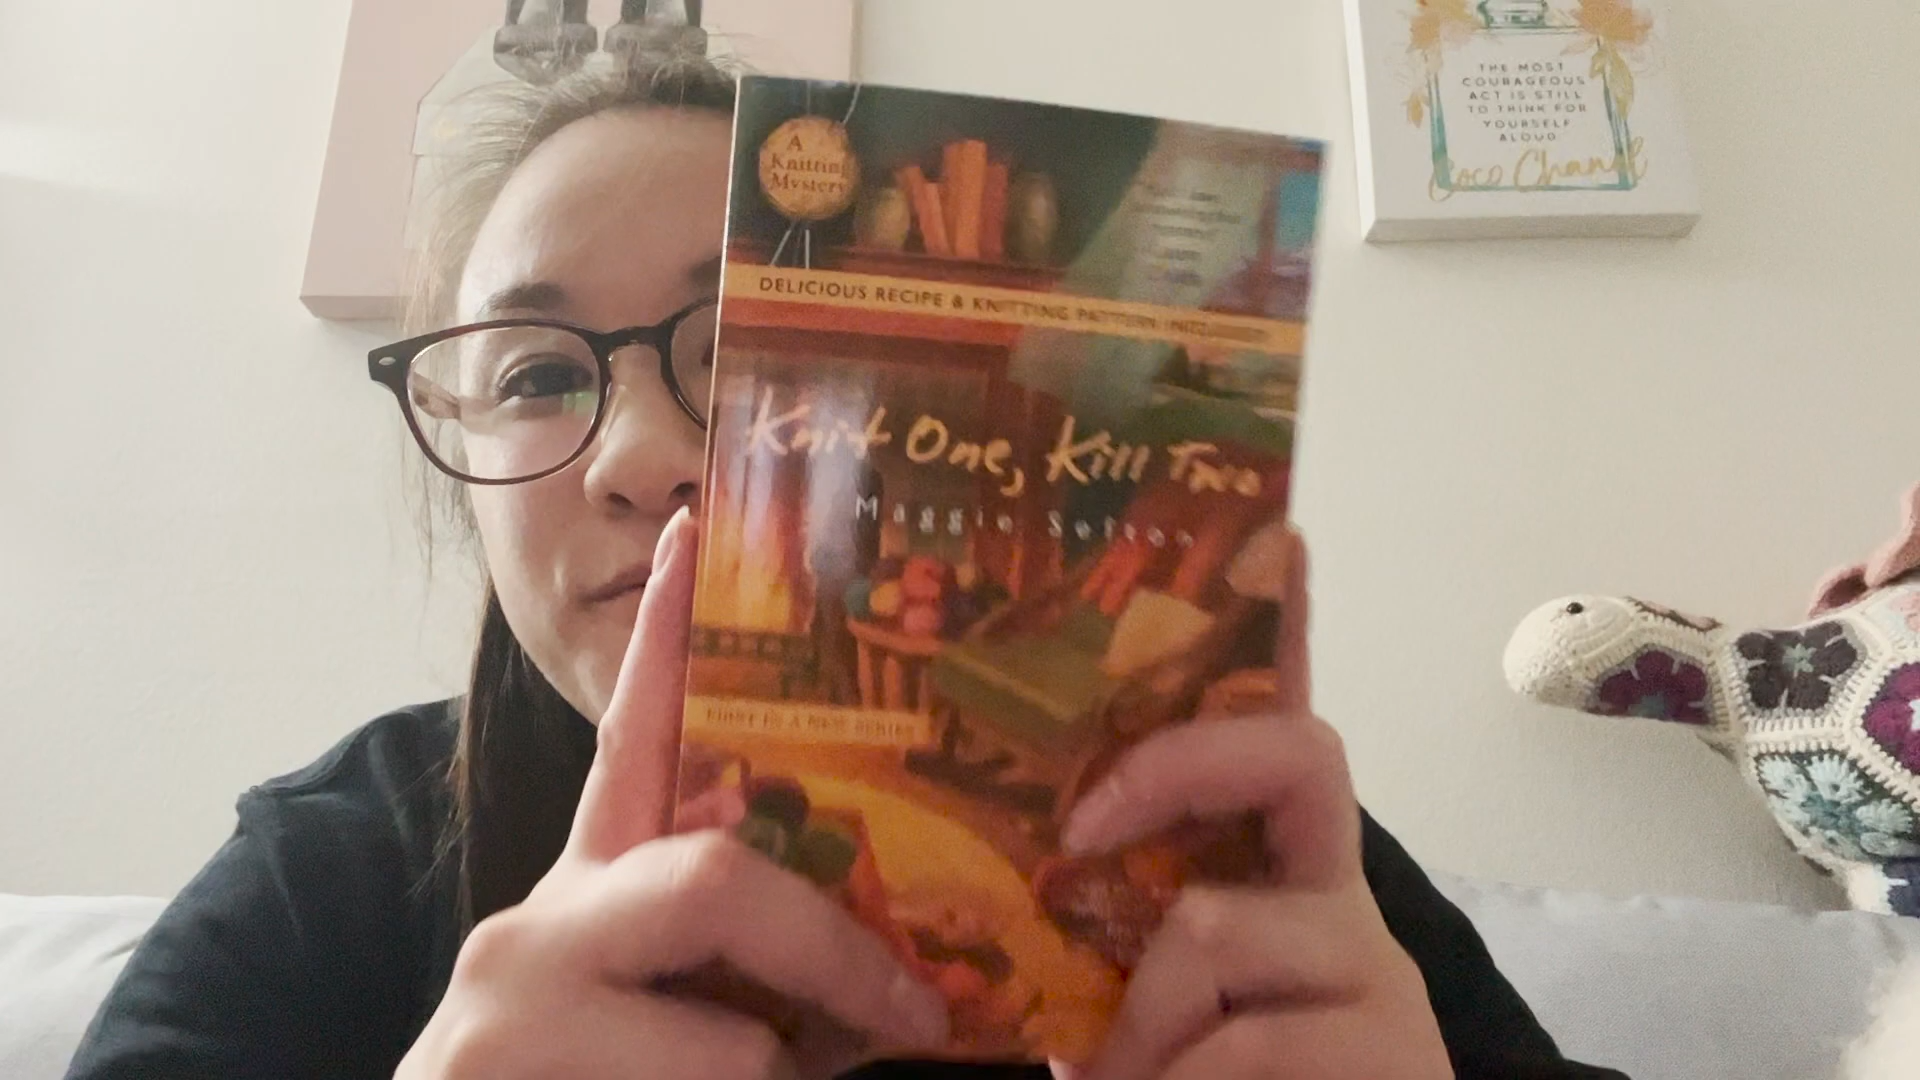 A
Knitting
Mystery
DELICIOUS RECIPE & KNITTING PATTERN
Knit One, Kill Two
Maggie Sefton
FIRST IN A NEW SERIES
THE MOST
COURAGEOUS
ACT IS STILL
TO THINK FOR
YOURSELF
ALOUD
Coco Chanel